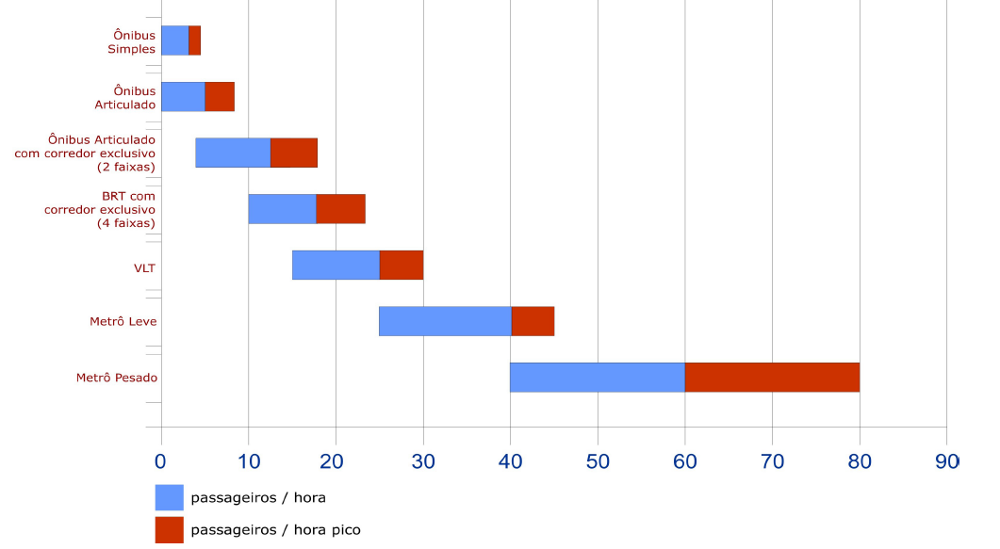 Ônibus
Simples
Ônibus
Articulado
Ônibus Articulado
com corredor exclusivo
(2 faixas)
BRT com
corredor exclusivo
(4 faixas)
VLT
Metrô Leve
Metrô Pesado
0 10 20 30 40 50 60 70 80 90
passageiros / hora
passageiros / hora pico